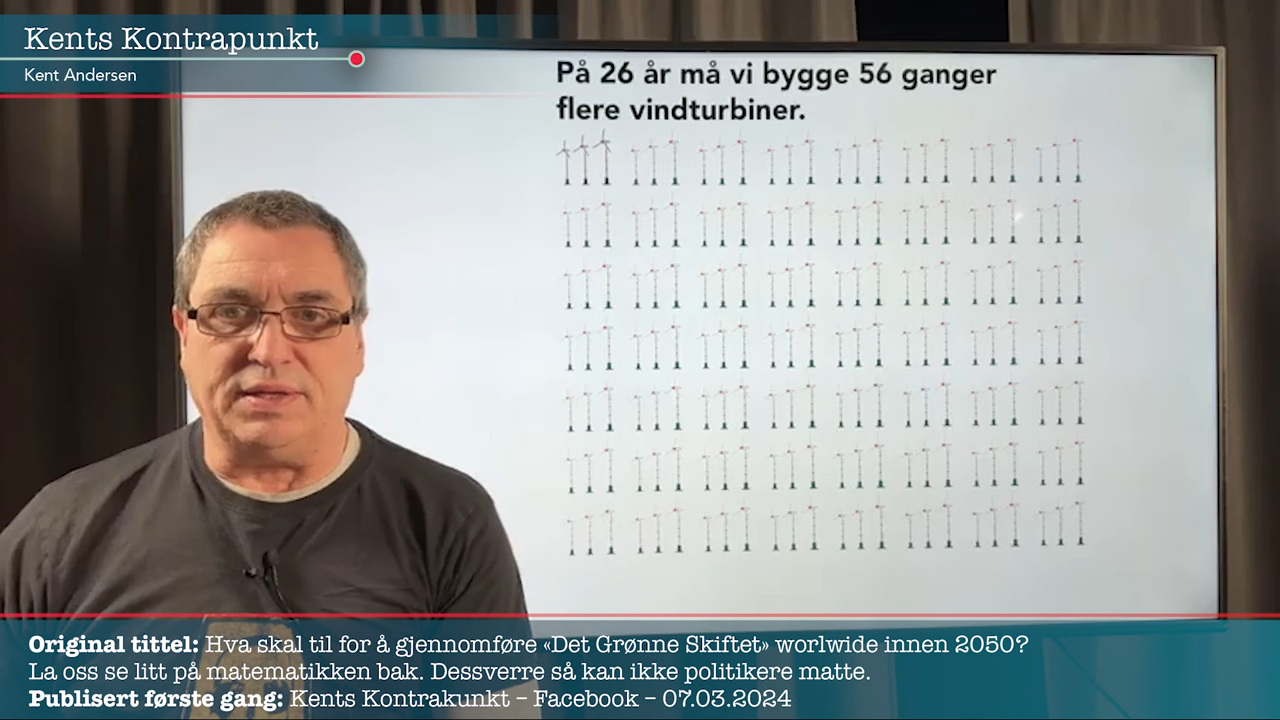 Kents Kontrapunkt
Kent Andersen
På 26 år må vi bygge 56 ganger
flere vindturbiner.
Original tittel: Hva skal til for å gjennomføre «Det Grønne Skiftet» worlwide innen 2050?
La oss se litt på matematikken bak. Dessverre så kan ikke politikere matte.
Publisert første gang: Kents Kontrakunkt – Facebook – 07.03.2024